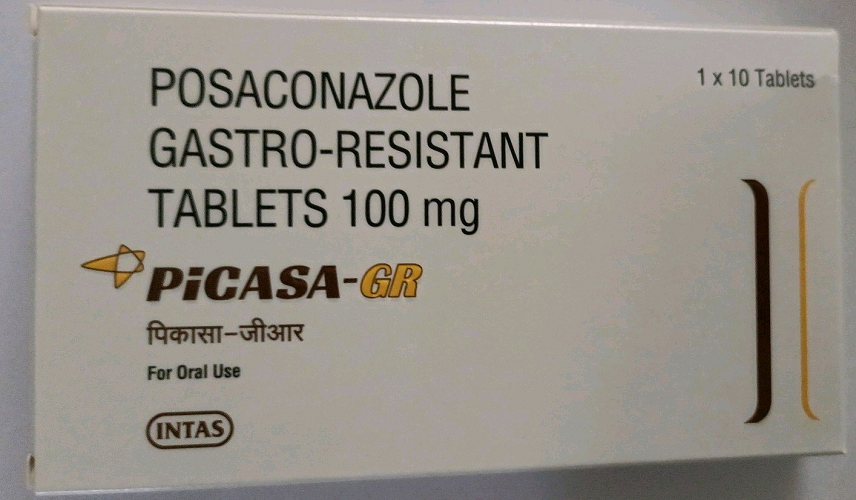 POSACONAZOLE
GASTRO-RESISTANT
TABLETS 100 mg
1 x 10 Tablets
PiCASA-GR
पिकासा-जीआर
For Oral Use
INTAS